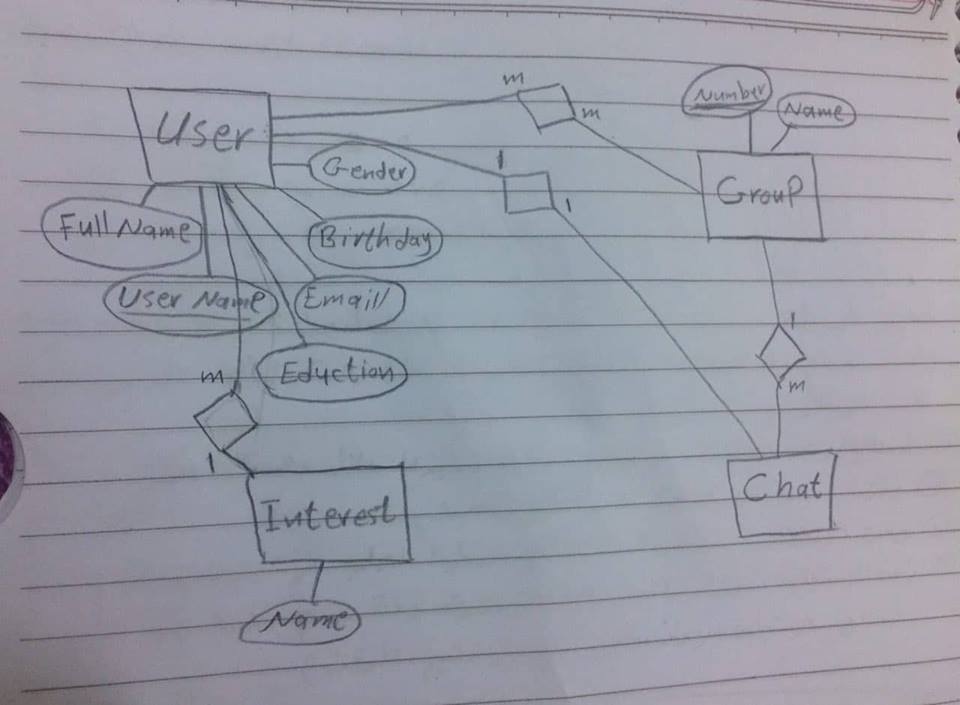 User
m
m
Number
Name
Group
Gender
1
1
Full Name
Birthday
User Name
Emaill
Eduction
1
m
m
1
Interest
Chat
Name